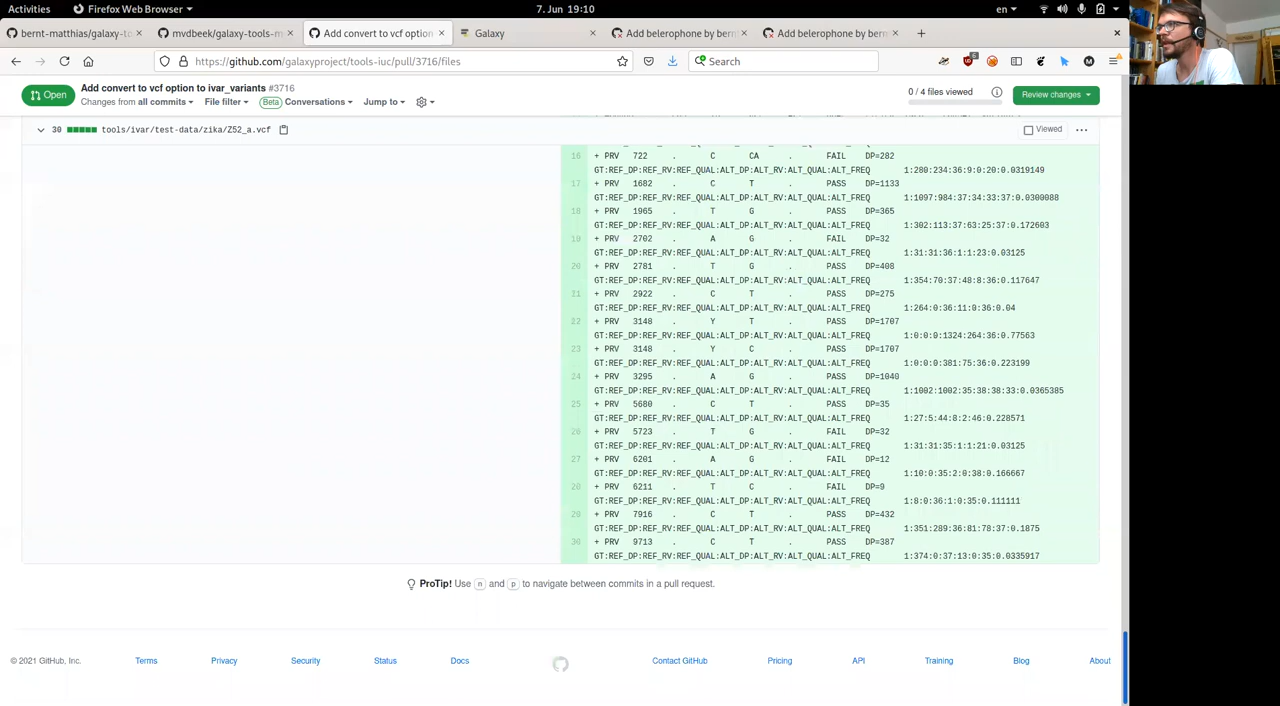 Activities Firefox Web Browser 7. Jun 19:10 en
bernt-matthias/galaxy-to mvdbeek/galaxy-tools-m Add convert to vcf option × Galaxy × Add belerophone by bern × Add belerophone by bern × + ×
https://github.com/galaxyproject/tools-iuc/pull/3716/files Search
Open Add convert to vcf option to ivar_variants #3716
Changes from all commits File filter Beta Conversations Jump to 0 / 4 files viewed Review changes
30 tools/ivar/test-data/zika/Z52_a.vcf Viewed
16 + PRV 722 . C CA . FAIL DP=282
GT:REF_DP:REF_RV:REF_QUAL:ALT_DP:ALT_RV:ALT_QUAL:ALT_FREQ 1:280:234:36:9:0:20:0.0319149
17 + PRV 1682 . C T . PASS DP=1133
GT:REF_DP:REF_RV:REF_QUAL:ALT_DP:ALT_RV:ALT_QUAL:ALT_FREQ 1:1097:984:37:34:33:37:0.0300088
18 + PRV 1965 . T G . PASS DP=365
GT:REF_DP:REF_RV:REF_QUAL:ALT_DP:ALT_RV:ALT_QUAL:ALT_FREQ 1:302:113:37:63:25:37:0.172603
19 + PRV 2702 . A G . FAIL DP=32
GT:REF_DP:REF_RV:REF_QUAL:ALT_DP:ALT_RV:ALT_QUAL:ALT_FREQ 1:31:31:36:1:1:23:0.03125
20 + PRV 2781 . T G . PASS DP=408
GT:REF_DP:REF_RV:REF_QUAL:ALT_DP:ALT_RV:ALT_QUAL:ALT_FREQ 1:354:70:37:48:8:36:0.117647
21 + PRV 2922 . C T . PASS DP=275
GT:REF_DP:REF_RV:REF_QUAL:ALT_DP:ALT_RV:ALT_QUAL:ALT_FREQ 1:264:0:36:11:0:36:0.04
22 + PRV 3148 . Y T . PASS DP=1707
GT:REF_DP:REF_RV:REF_QUAL:ALT_DP:ALT_RV:ALT_QUAL:ALT_FREQ 1:0:0:0:1324:264:36:0.77563
23 + PRV 3148 . Y C . PASS DP=1707
GT:REF_DP:REF_RV:REF_QUAL:ALT_DP:ALT_RV:ALT_QUAL:ALT_FREQ 1:0:0:0:381:75:36:0.223199
24 + PRV 3295 . A G . PASS DP=1040
GT:REF_DP:REF_RV:REF_QUAL:ALT_DP:ALT_RV:ALT_QUAL:ALT_FREQ 1:1002:1002:35:38:38:33:0.0365385
25 + PRV 5680 . C T . PASS DP=35
GT:REF_DP:REF_RV:REF_QUAL:ALT_DP:ALT_RV:ALT_QUAL:ALT_FREQ 1:27:5:44:8:2:46:0.228571
26 + PRV 5723 . T G . FAIL DP=32
GT:REF_DP:REF_RV:REF_QUAL:ALT_DP:ALT_RV:ALT_QUAL:ALT_FREQ 1:31:31:35:1:1:21:0.03125
27 + PRV 6201 . A G . FAIL DP=12
GT:REF_DP:REF_RV:REF_QUAL:ALT_DP:ALT_RV:ALT_QUAL:ALT_FREQ 1:10:0:35:2:0:38:0.166667
28 + PRV 6211 . T C . FAIL DP=9
GT:REF_DP:REF_RV:REF_QUAL:ALT_DP:ALT_RV:ALT_QUAL:ALT_FREQ 1:8:0:36:1:0:35:0.111111
29 + PRV 7916 . C T . PASS DP=432
GT:REF_DP:REF_RV:REF_QUAL:ALT_DP:ALT_RV:ALT_QUAL:ALT_FREQ 1:351:289:36:81:78:37:0.1875
30 + PRV 9713 . C T . PASS DP=387
GT:REF_DP:REF_RV:REF_QUAL:ALT_DP:ALT_RV:ALT_QUAL:ALT_FREQ 1:374:0:37:13:0:35:0.0335917
ProTip! Use n and p to navigate between commits in a pull request.
© 2021 GitHub, Inc. Terms Privacy Security Status Docs Contact GitHub Pricing API Training Blog About